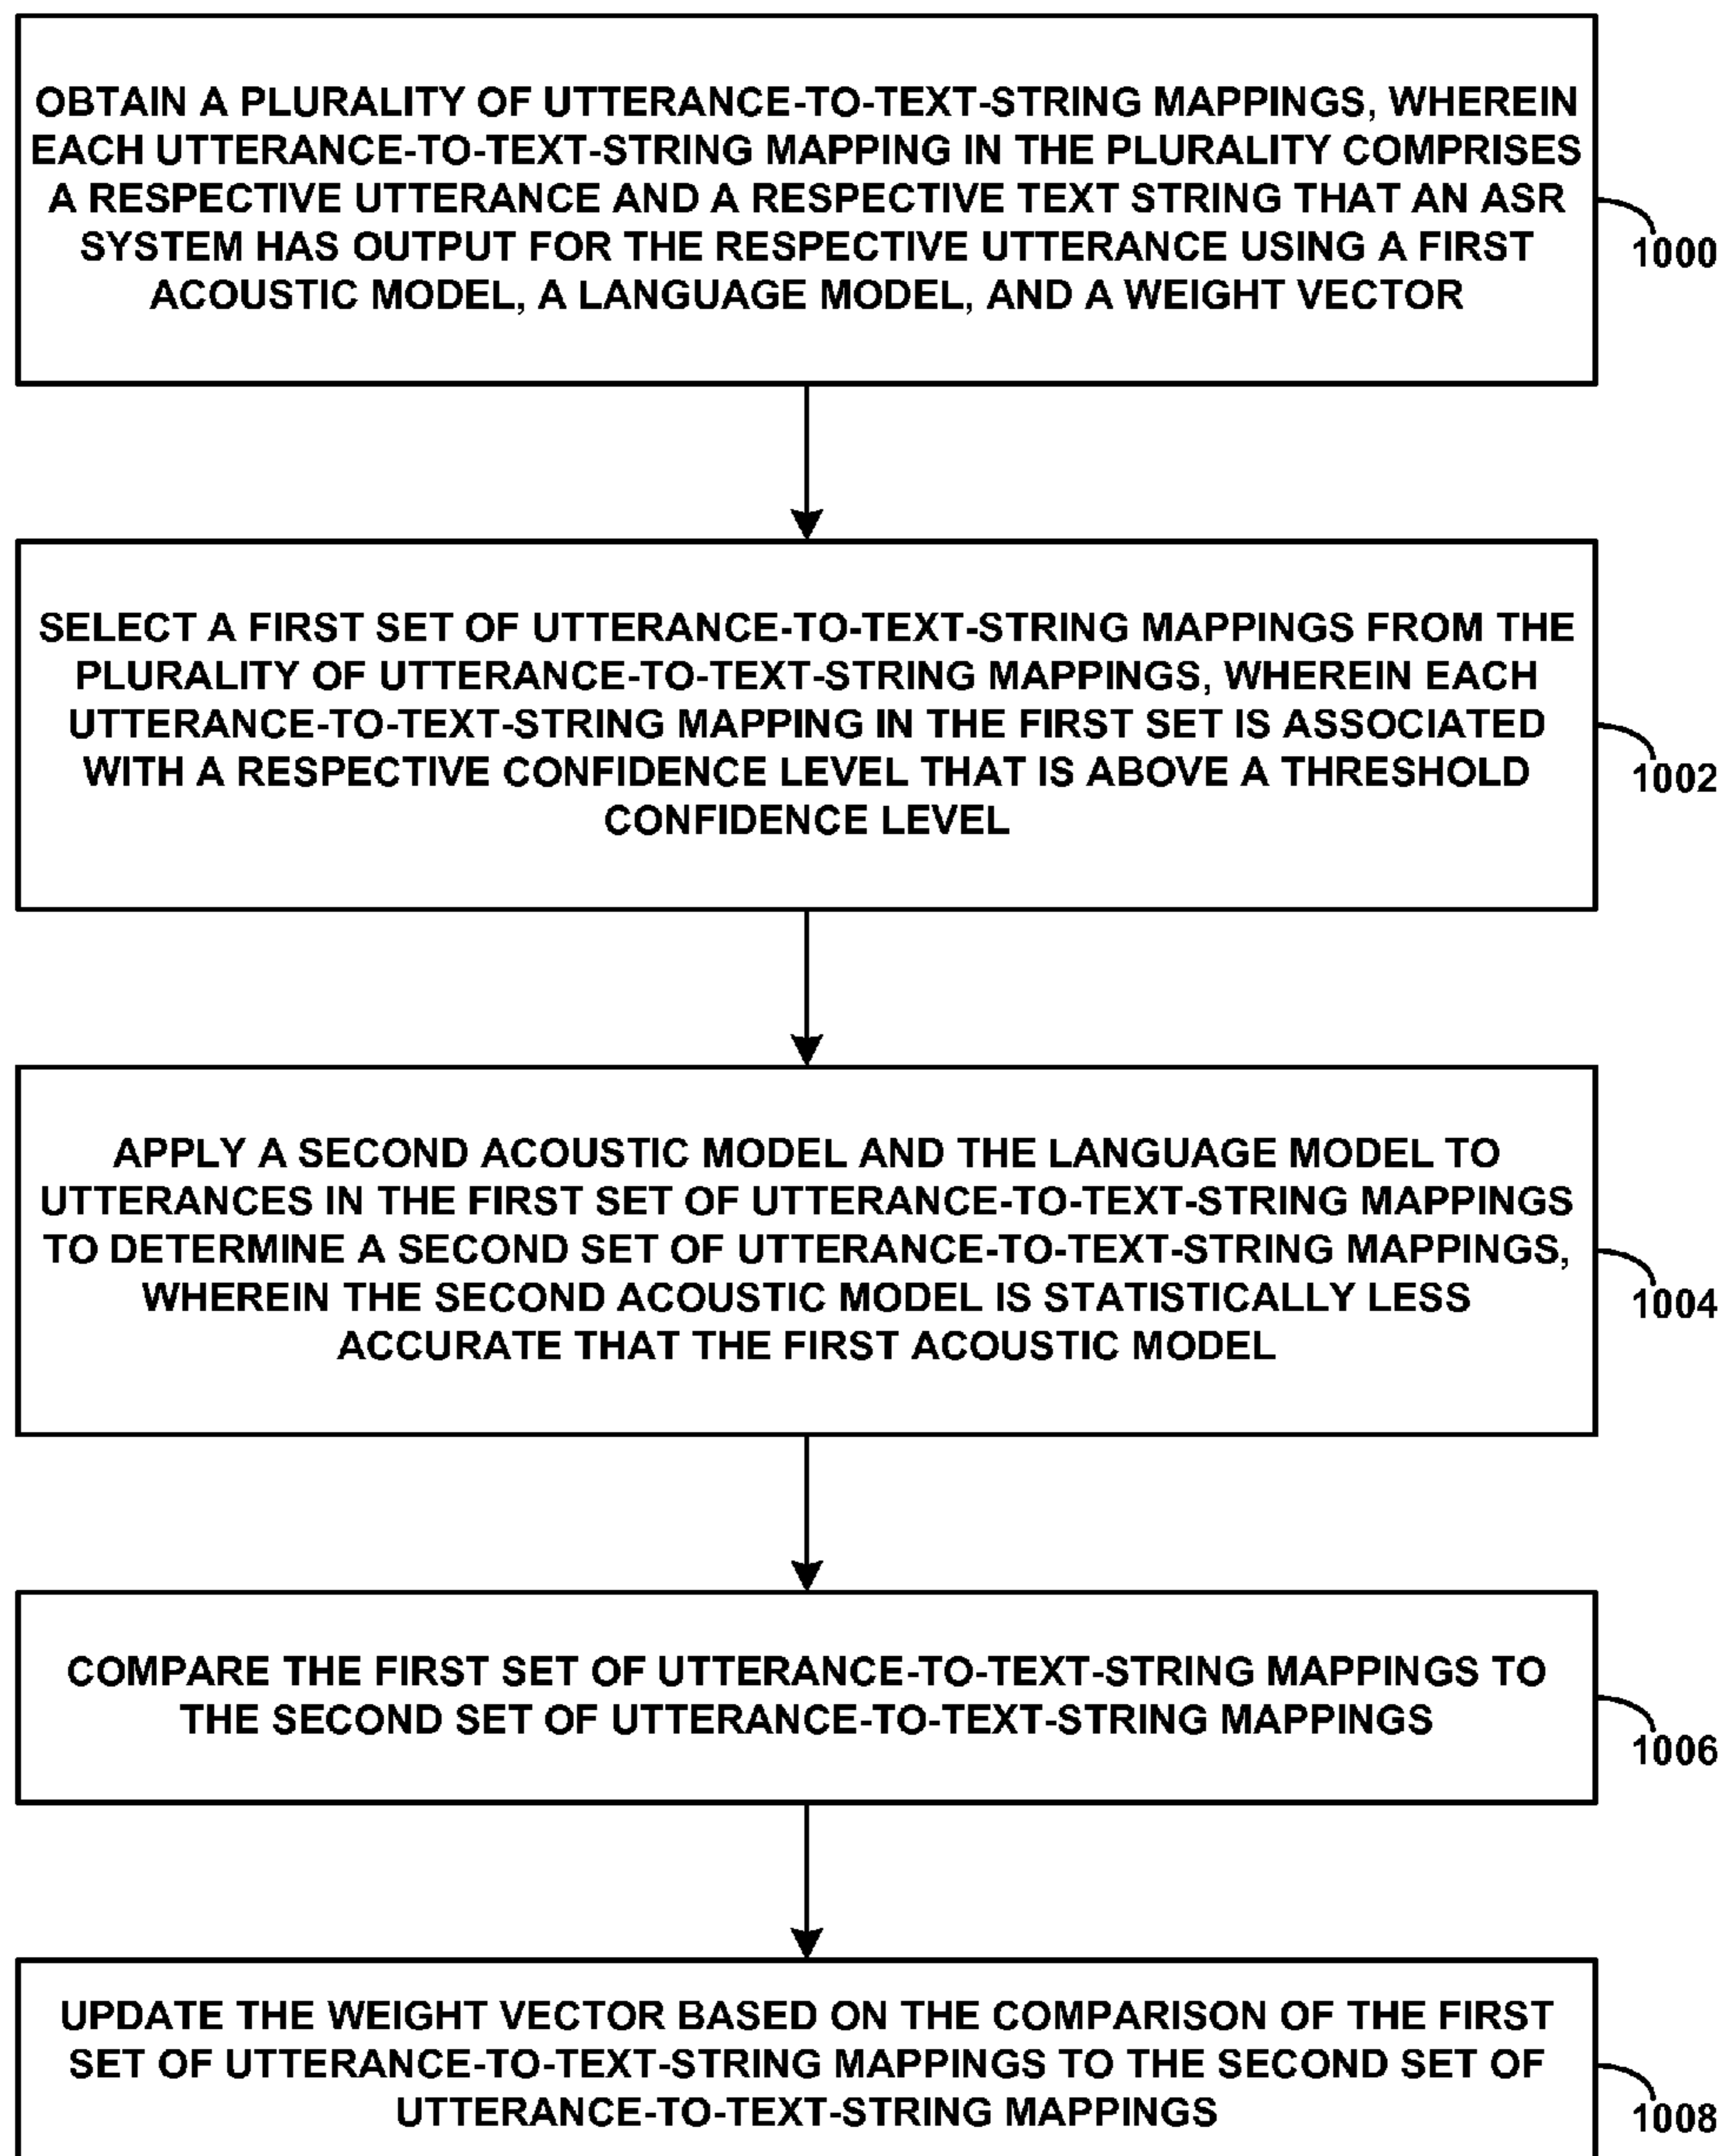 OBTAIN A PLURALITY OF UTTERANCE-TO-TEXT-STRING MAPPINGS, WHEREIN
EACH UTTERANCE-TO-TEXT-STRING MAPPING IN THE PLURALITY COMPRISES
A RESPECTIVE UTTERANCE AND A RESPECTIVE TEXT STRING THAT AN ASR
SYSTEM HAS OUTPUT FOR THE RESPECTIVE UTTERANCE USING A FIRST
ACOUSTIC MODEL, A LANGUAGE MODEL, AND A WEIGHT VECTOR
1000
SELECT A FIRST SET OF UTTERANCE-TO-TEXT-STRING MAPPINGS FROM THE
PLURALITY OF UTTERANCE-TO-TEXT-STRING MAPPINGS, WHEREIN EACH
UTTERANCE-TO-TEXT-STRING MAPPING IN THE FIRST SET IS ASSOCIATED
WITH A RESPECTIVE CONFIDENCE LEVEL THAT IS ABOVE A THRESHOLD
CONFIDENCE LEVEL
1002
APPLY A SECOND ACOUSTIC MODEL AND THE LANGUAGE MODEL TO
UTTERANCES IN THE FIRST SET OF UTTERANCE-TO-TEXT-STRING MAPPINGS
TO DETERMINE A SECOND SET OF UTTERANCE-TO-TEXT-STRING MAPPINGS,
WHEREIN THE SECOND ACOUSTIC MODEL IS STATISTICALLY LESS
ACCURATE THAT THE FIRST ACOUSTIC MODEL
1004
COMPARE THE FIRST SET OF UTTERANCE-TO-TEXT-STRING MAPPINGS TO
THE SECOND SET OF UTTERANCE-TO-TEXT-STRING MAPPINGS
1006
UPDATE THE WEIGHT VECTOR BASED ON THE COMPARISON OF THE FIRST
SET OF UTTERANCE-TO-TEXT-STRING MAPPINGS TO THE SECOND SET OF
UTTERANCE-TO-TEXT-STRING MAPPINGS
1008